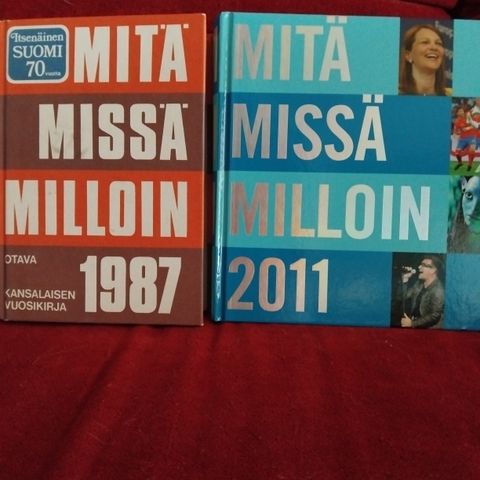 Itsenäinen
SUOMI
70 vuotta
MITÄ
MISSÄ
MILLOIN
1987
OTAVA
KANSALAISEN
VUOSIKIRJA
MITÄ
MISSÄ
MILLOIN
2011